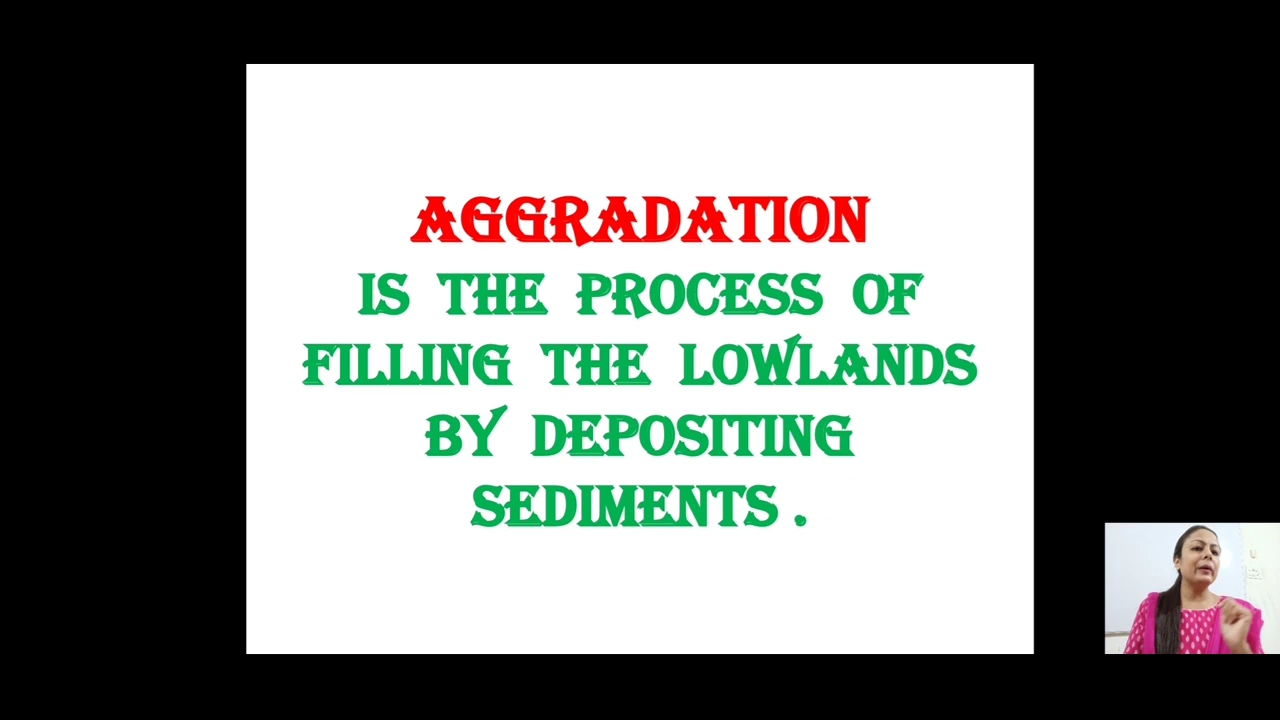 AGGRADATION
IS THE PROCESS OF
FILLING THE LOWLANDS
BY DEPOSITING
SEDIMENTS .